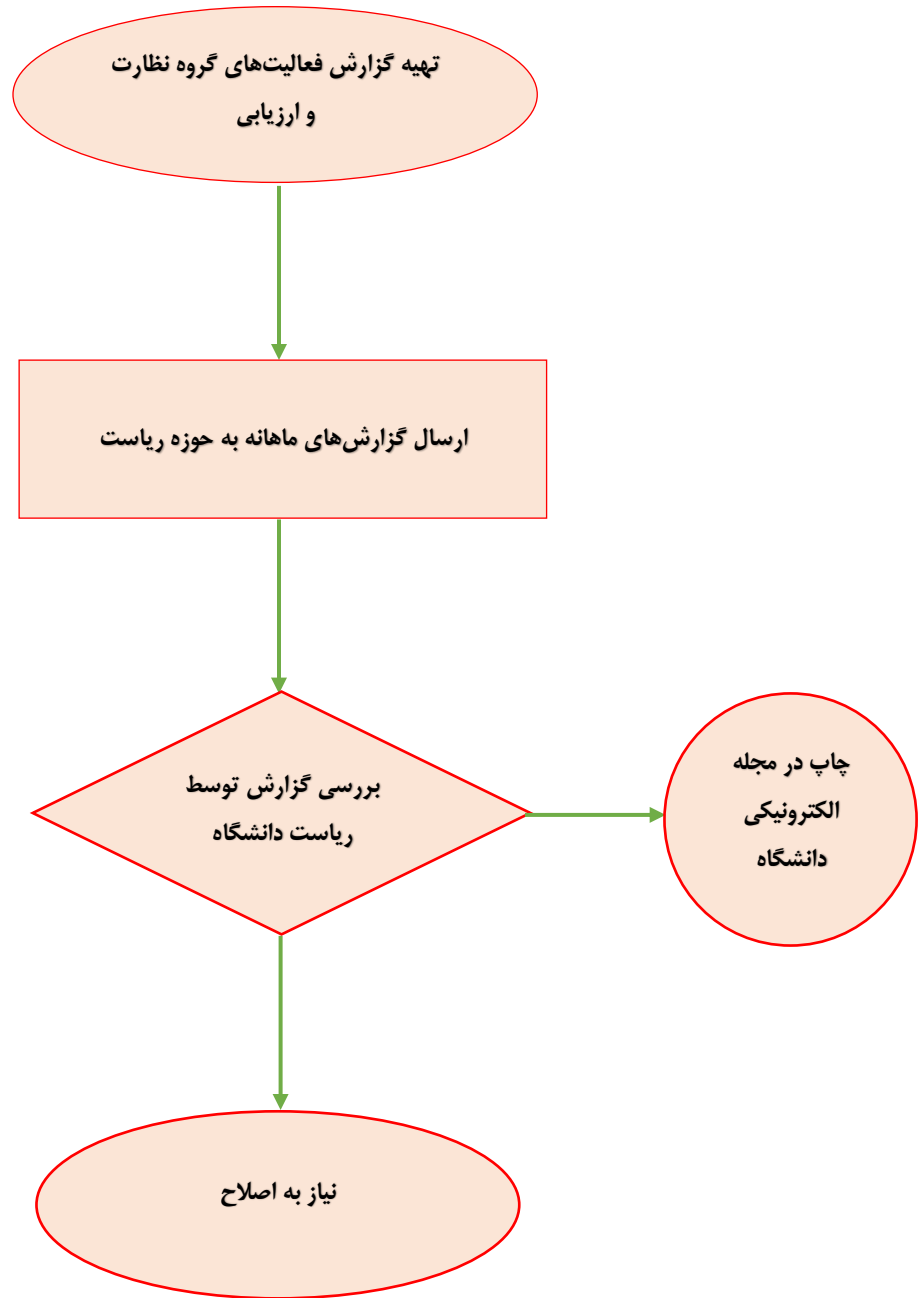 تهیه گزارش فعالیت‌های گروه نظارت
و ارزیابی
ارسال گزارش‌های ماهانه به حوزه ریاست
بررسی گزارش توسط
ریاست دانشگاه
چاپ در مجله
الکترونیکی
دانشگاه
نیاز به اصلاح